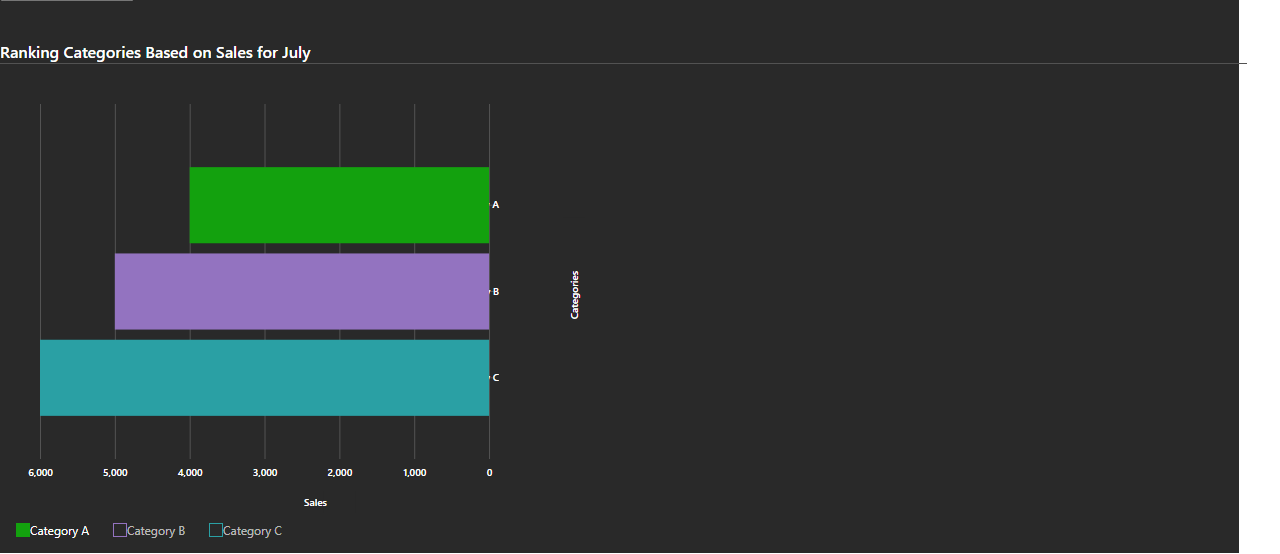 Ranking Categories Based on Sales for July
A
B
C
Categories
6,000 5,000 4,000 3,000 2,000 1,000 0
Sales
Category A Category B Category C